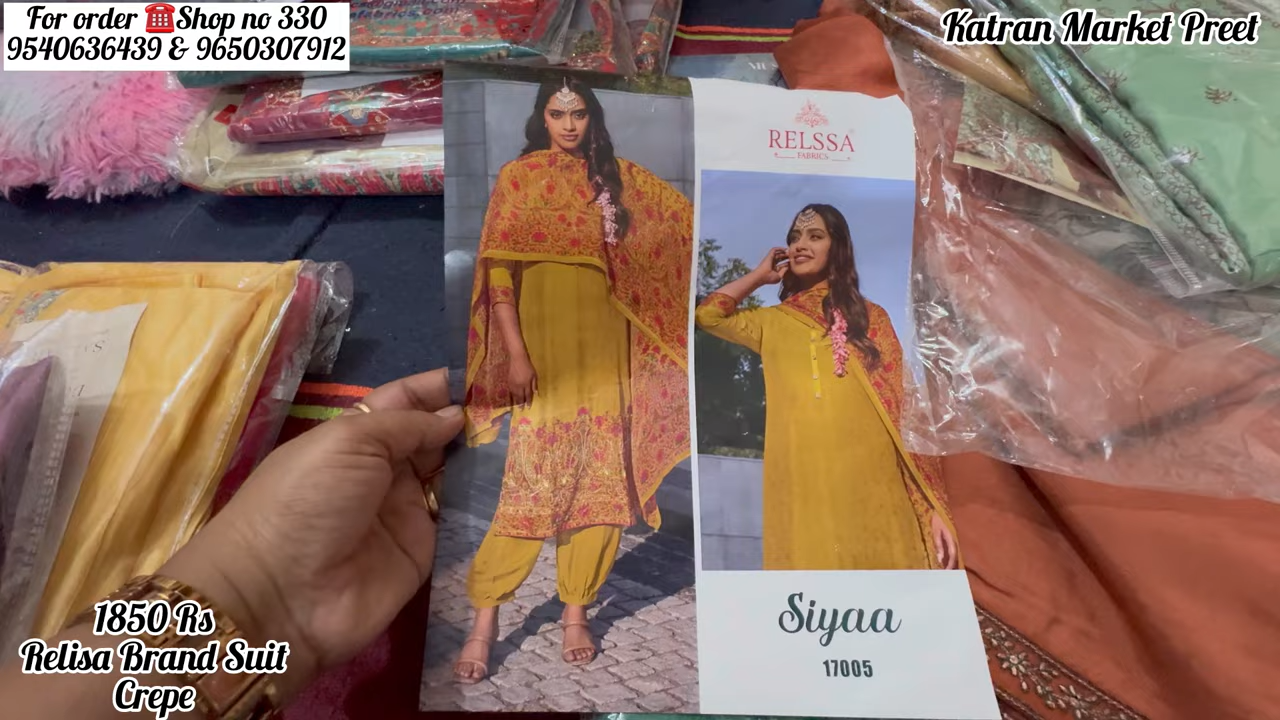 For order ☎Shop no 330
9540636439 & 9650307912
Katran Market Preet
RELSSA
FABRICS
Siyaa
17005
1850 Rs
Relisa Brand Suit
Crepe